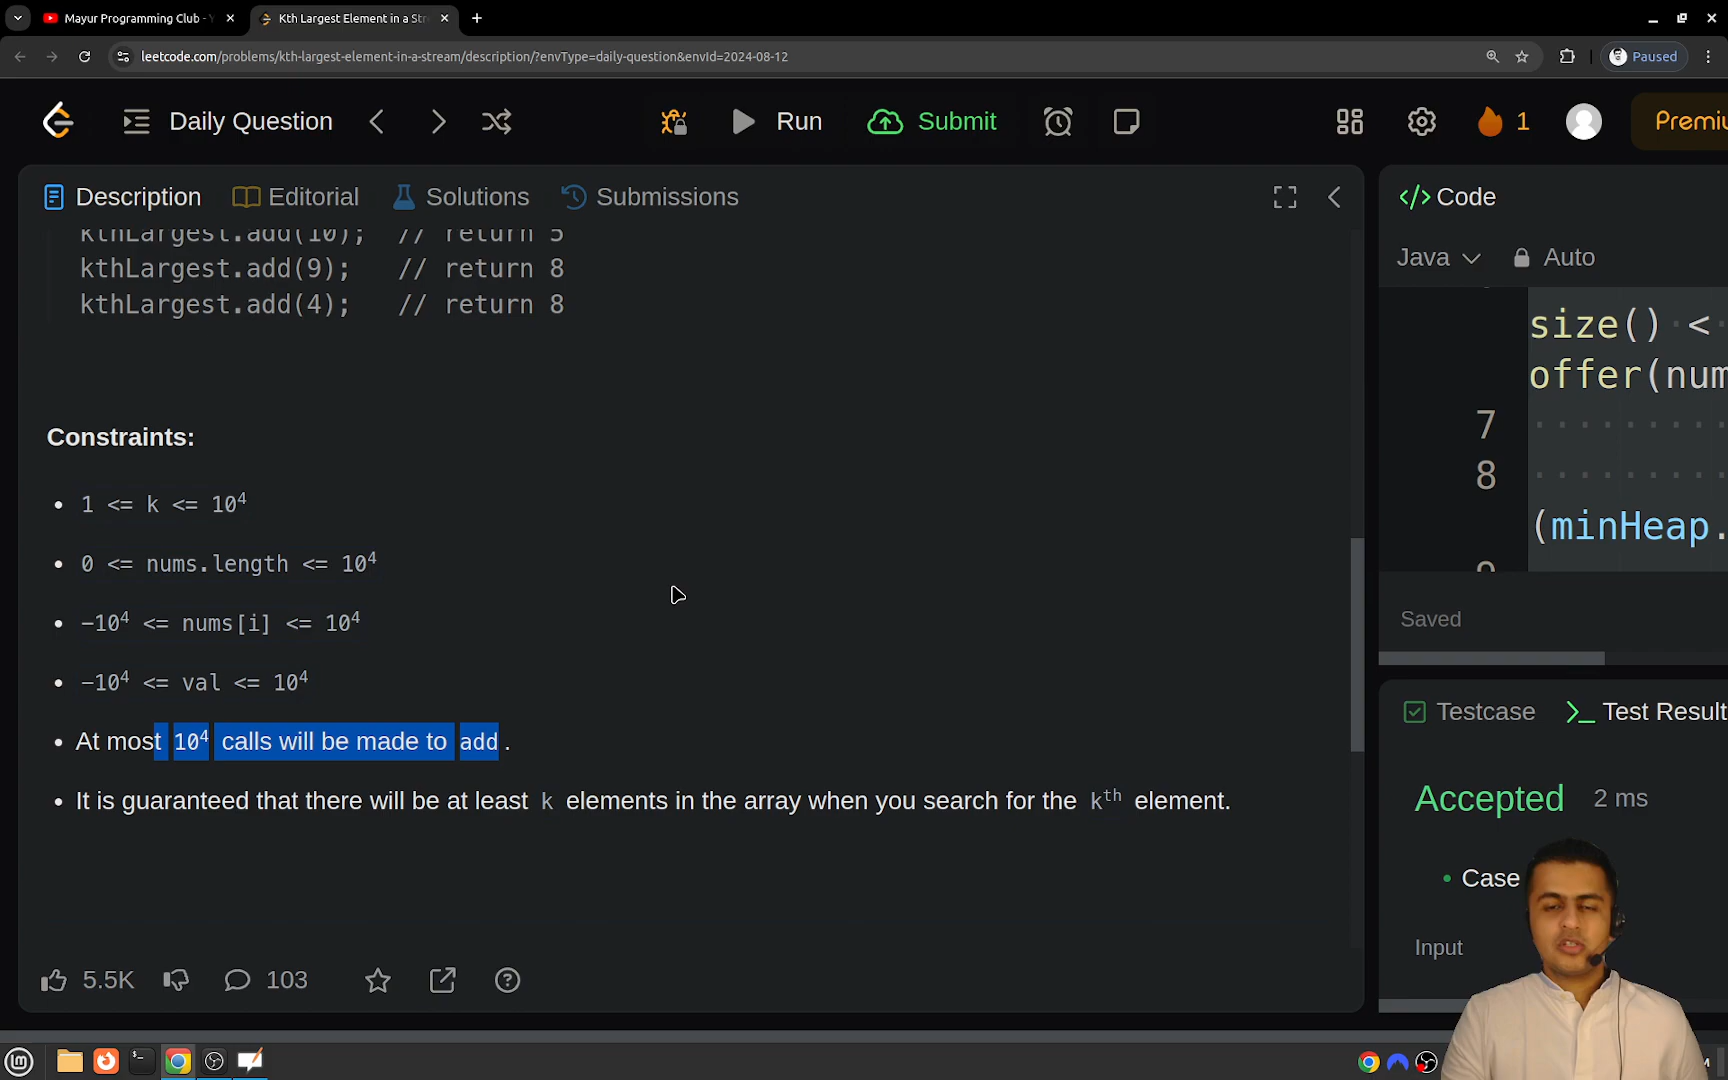 Mayur Programming Club -
Kth Largest Element in a Str
leetcode.com/problems/kth-largest-element-in-a-stream/description/?envType=daily-question&envId=2024-08-12
Paused
Daily Question
Run
Submit
1
Premiu
Description
Editorial
Solutions
Submissions
kthLargest.add(10); // return 5
kthLargest.add(9); // return 8
kthLargest.add(4); // return 8
Constraints:
• 1 <= k <= 10⁴
• 0 <= nums.length <= 10⁴
• -10⁴ <= nums[i] <= 10⁴
• -10⁴ <= val <= 10⁴
• At most 10⁴ calls will be made to add.
• It is guaranteed that there will be at least k elements in the array when you search for the kᵗʰ element.
5.5K
103
</> Code
Java
Auto
size() <
offer(num
7
8
(minHeap.
Saved
Testcase
>_ Test Result
Accepted 2 ms
• Case
Input